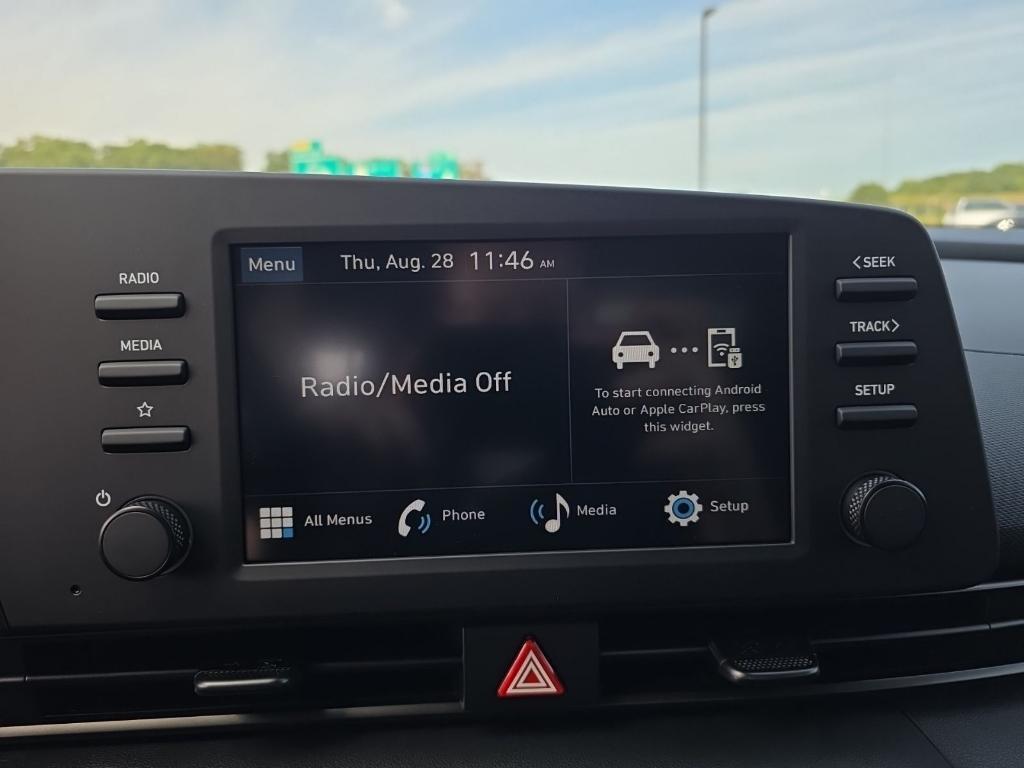 RADIO
MEDIA
Menu
Thu, Aug. 28 11:46 AM
Radio/Media Off
To start connecting Android
Auto or Apple CarPlay, press
this widget.
All Menus
Phone
Media
Setup
<SEEK
TRACK>
SETUP